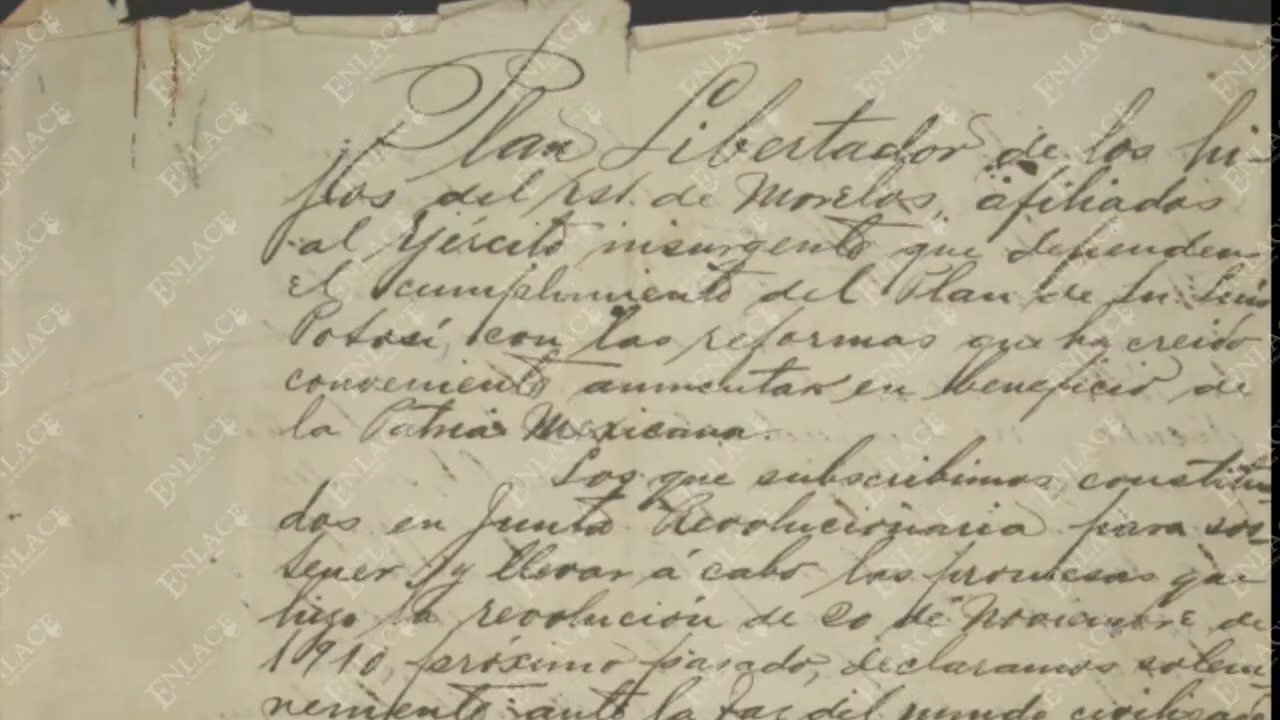 Plan Libertador de los hi-
jos del Est. de Morelos, afiliados
al Ejército insurgente que defienden
el cumplimiento del Plan de Sn Luis
Potosí, con las reformas que ha creido
conveniente aumentar en beneficio de
la Patria Mexicana.
Los que subscribimos, constitui
dos en Junta Revolucionaria para sos
tener y llevar á cabo las promesas que
hizo la revolución de 20 de Noviembre de
1910, próximo pasado, declaramos solem
nemente ante la faz del mundo civilizado
ENLACE